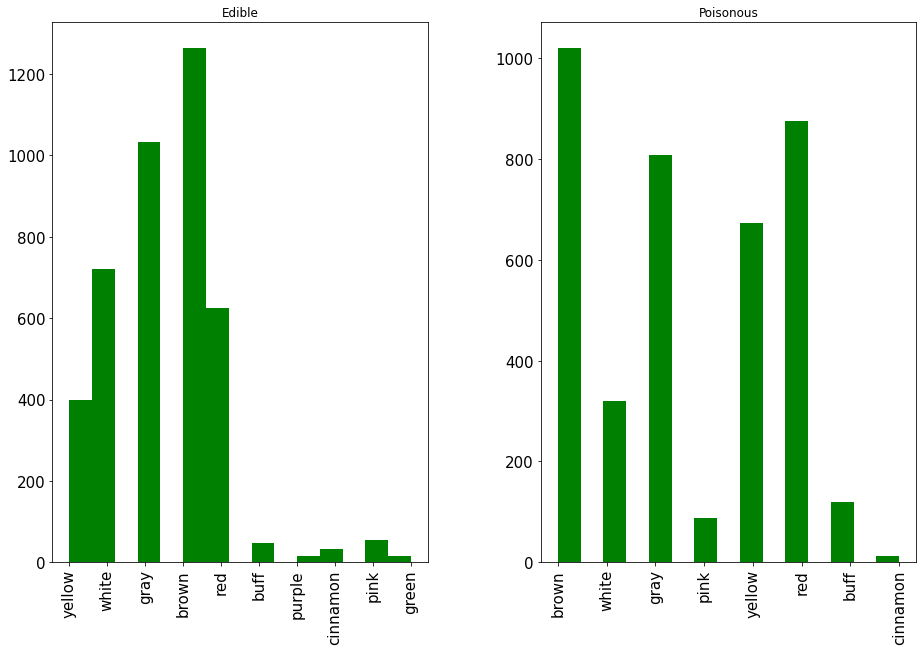 Edible
1200
1000
800
600
400
200
0
yellow
white
gray
brown
red
buff
purple
cinnamon
pink
green
Poisonous
1000
800
600
400
200
0
brown
white
gray
pink
yellow
red
buff
cinnamon